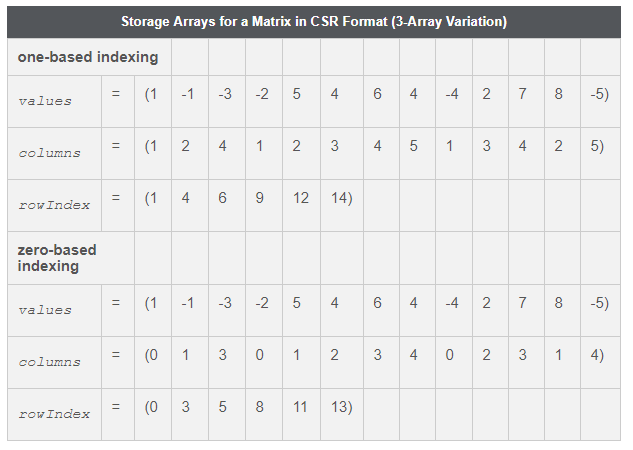 Storage Arrays for a Matrix in CSR Format (3-Array Variation)
one-based indexing
values = (1 -1 -3 -2 5 4 6 4 -4 2 7 8 -5)
columns = (1 2 4 1 2 3 4 5 1 3 4 2 5)
rowIndex = (1 4 6 9 12 14)
zero-based
indexing
values = (1 -1 -3 -2 5 4 6 4 -4 2 7 8 -5)
columns = (0 1 3 0 1 2 3 4 0 2 3 1 4)
rowIndex = (0 3 5 8 11 13)